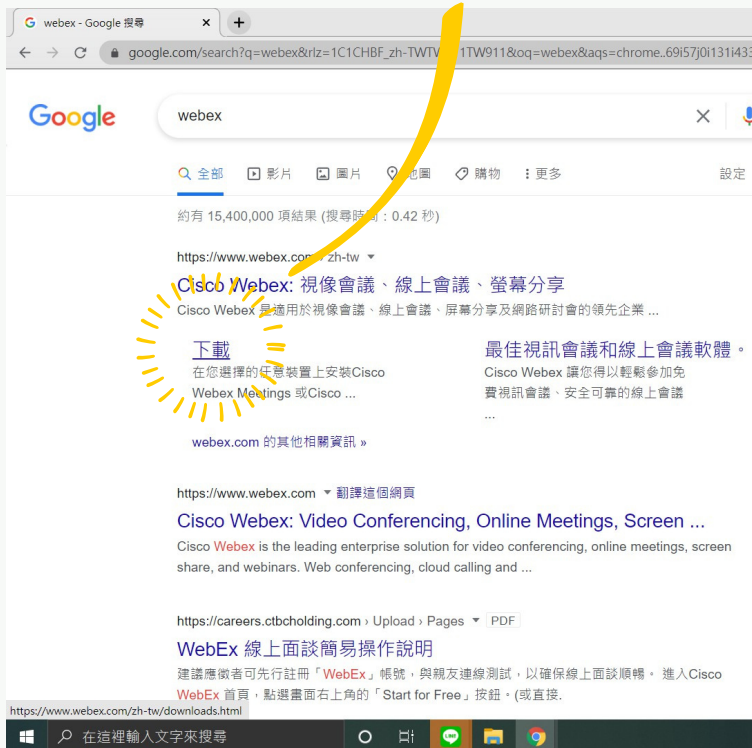 webex - Google 搜尋
google.com/search?q=webex&rlz=1C1CHBF_zh-TWTW 1TW911&oq=webex&aqs=chrome..69i57j0i131i433
Google
webex
全部 影片 圖片 地圖 購物 更多 設定
約有 15,400,000 項結果 (搜尋時間：0.42 秒)
https://www.webex.com › zh-tw
Cisco Webex: 視像會議、線上會議、螢幕分享
Cisco Webex 是適用於視像會議、線上會議、屏幕分享及網路研討會的領先企業 ...
下載
在您選擇的任意裝置上安裝Cisco
Webex Meetings 或Cisco ...
最佳視訊會議和線上會議軟體。
Cisco Webex 讓您得以輕鬆參加免
費視訊會議、安全可靠的線上會議
...
webex.com 的其他相關資訊 »
https://www.webex.com 翻譯這個網頁
Cisco Webex: Video Conferencing, Online Meetings, Screen ...
Cisco Webex is the leading enterprise solution for video conferencing, online meetings, screen
share, and webinars. Web conferencing, cloud calling and ...
https://careers.ctbcholding.com › Upload › Pages PDF
WebEx 線上面談簡易操作說明
建議應徵者可先行註冊「WebEx」帳號，與親友連線測試，以確保線上面談順暢。 進入Cisco
WebEx 首頁，點選畫面右上角的「Start for Free」按鈕。(或直接.
https://www.webex.com/zh-tw/downloads.html
在這裡輸入文字來搜尋
LINE